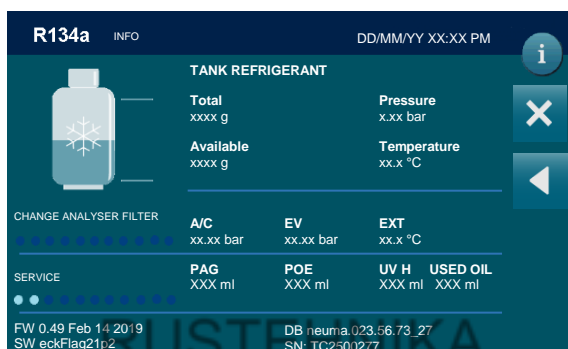 R134a INFO DD/MM/YY XX:XX PM
i
TANK REFRIGERANT
Total Pressure
xxxx g x.xx bar
Available Temperature
xxxx g xx.x °C
CHANGE ANALYSER FILTER
A/C EV EXT
xx.xx bar xx.xx bar xx.x °C
SERVICE
PAG POE UV H USED OIL
XXX ml XXX ml XXX ml XXX ml
FW 0.49 Feb 14 2019 DB neuma.023.56.73_27
SW eckFlag21p2 SN: TC2500277
RUSTEHNIKA